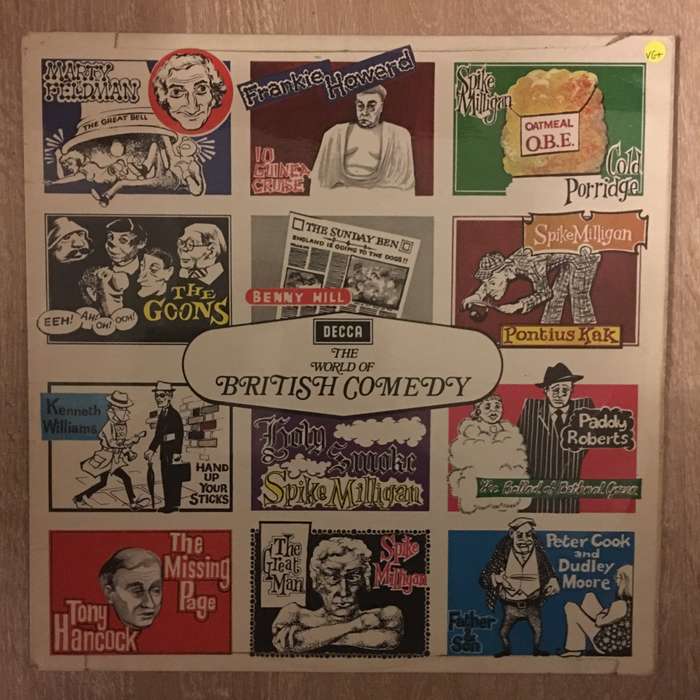 VG+
MARTY
FELDMAN
THE GREAT BELL
Frankie Howerd
10
GUINEA
CRUISE
Spike
Milligan
OATMEAL
O.B.E.
Cold
Porridge
EEH! AH! OH! OOH!
THE
GOONS
THE SUNDAY BEN
ENGLAND IS GOING TO THE DOGS!!
BENNY HILL
Spike Milligan
Pontius Kak
DECCA
THE
WORLD OF
BRITISH COMEDY
Kenneth
Williams
HAND
UP
YOUR
STICKS
Holy
Smoke
Spike Milligan
Paddy
Roberts
The Ballad of Bethnal Green
The
Missing
Page
Tony
Hancock
The
Great
Man
Spike
Milligan
Peter Cook
and
Dudley
Moore
Father
& Son